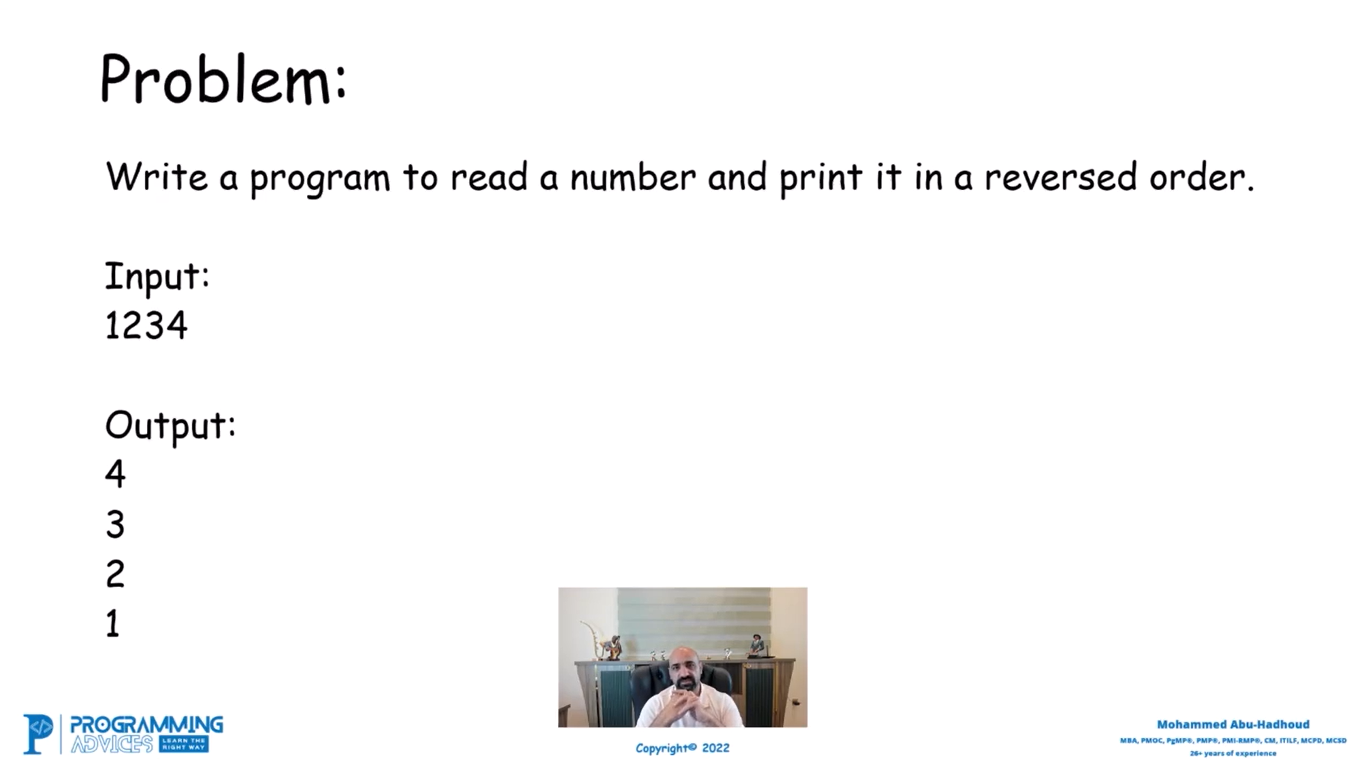 Problem:
Write a program to read a number and print it in a reversed order.
Input:
1234
Output:
4
3
2
1
PROGRAMMING
ADVICES LEARN THE
RIGHT WAY
Copyright© 2022
Mohammed Abu-Hadhoud
MBA, PMOC, PgMP®, PMP®, PMI-RMP®, CM, ITILF, MCPD, MCSD
26+ years of experience